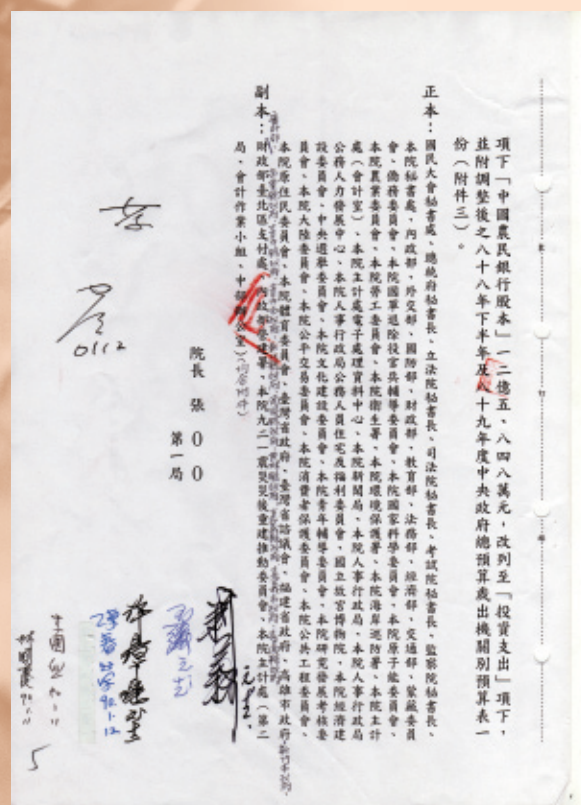 項下「中國農民銀行股本」一二億五、八四八萬元，改列至「投資支出」項下，
並附調整後之八十八年下半年及八十九年度中央政府總預算歲出機關別預算表一
份（附件三）。
正本：國民大會秘書處、總統府秘書長、立法院秘書長、司法院秘書長、考試院秘書長、監察院秘書長、
本院秘書處、內政部、外交部、國防部、財政部、教育部、法務部、經濟部、交通部、蒙藏委員
會、僑務委員會、本院國軍退除役官兵輔導委員會、本院國家科學委員會、本院原子能委員會、
本院農業委員會、本院勞工委員會、本院衛生署、本院環境保護署、本院海岸巡防署、本院主計
處（會計室）、本院主計處電子處理資料中心、本院新聞局、本院人事行政局、本院人事行政局
公務人力發展中心、本院人事行政局公務人員住宅及福利委員會、國立故宮博物院、本院經濟建
設委員會、中央選舉委員會、本院文化建設委員會、本院青年輔導委員會、本院研究發展考核委
員會、本院大陸委員會、本院公平交易委員會、本院消費者保護委員會、本院公共工程委員會、
本院原住民委員會、本院體育委員會、臺灣省政府、臺灣省諮議會、福建省政府、高雄市政府
副本：財政部臺北區支付處、內政部營建署、本院九二一震災災後重建推動委員會、本院主計處（第二
局、會計作業小組、中部辦公室）
院長 張００
第一局
0112
5